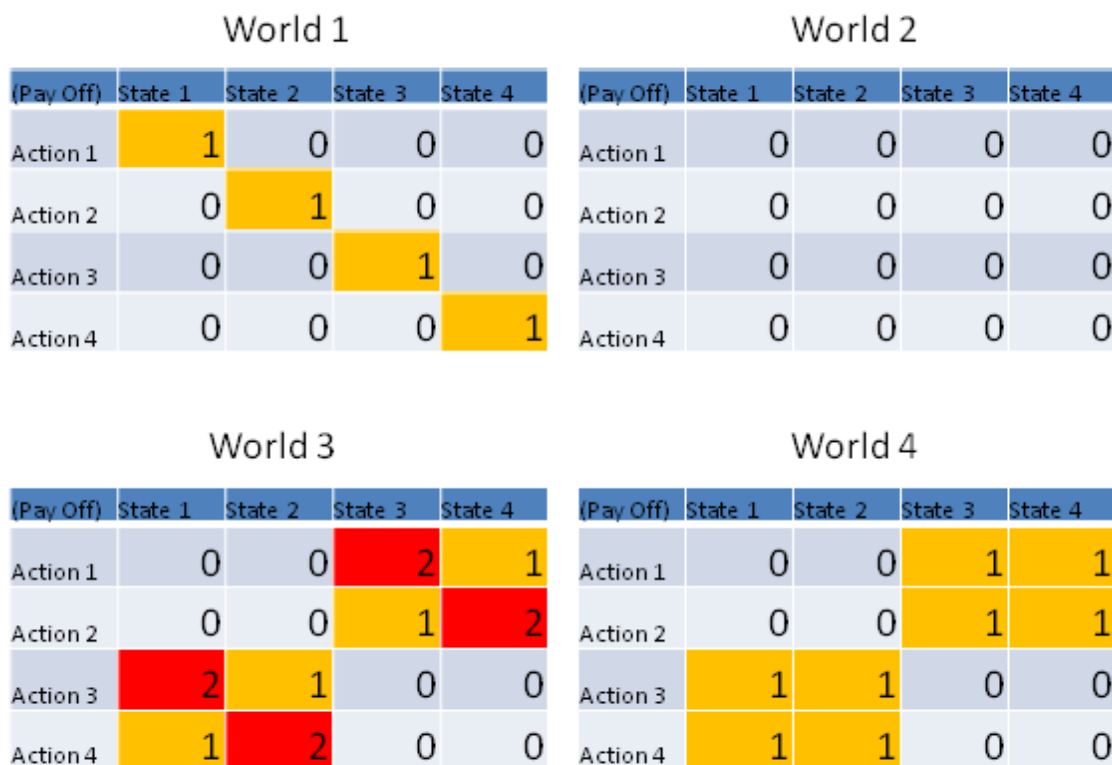 World 1
(Pay Off) State 1 State 2 State 3 State 4
Action 1 1 0 0 0
Action 2 0 1 0 0
Action 3 0 0 1 0
Action 4 0 0 0 1
World 2
(Pay Off) State 1 State 2 State 3 State 4
Action 1 0 0 0 0
Action 2 0 0 0 0
Action 3 0 0 0 0
Action 4 0 0 0 0
World 3
(Pay Off) State 1 State 2 State 3 State 4
Action 1 0 0 2 1
Action 2 0 0 1 2
Action 3 2 1 0 0
Action 4 1 2 0 0
World 4
(Pay Off) State 1 State 2 State 3 State 4
Action 1 0 0 1 1
Action 2 0 0 1 1
Action 3 1 1 0 0
Action 4 1 1 0 0